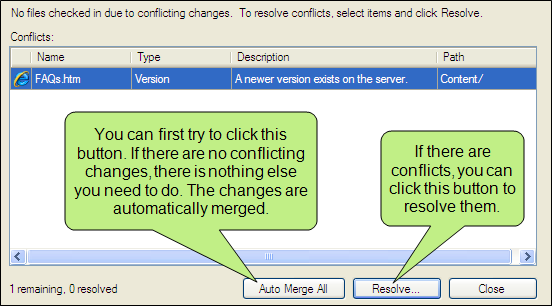 No files checked in due to conflicting changes.  To resolve conflicts, select items and click Resolve.
Conflicts:
Name Type Description Path
FAQs.htm Version A newer version exists on the server. Content/
You can first try to click this
button. If there are no conflicting
changes, there is nothing else
you need to do. The changes are
automatically merged.
If there are
conflicts, you can
click this button to
resolve them.
1 remaining, 0 resolved Auto Merge All Resolve... Close